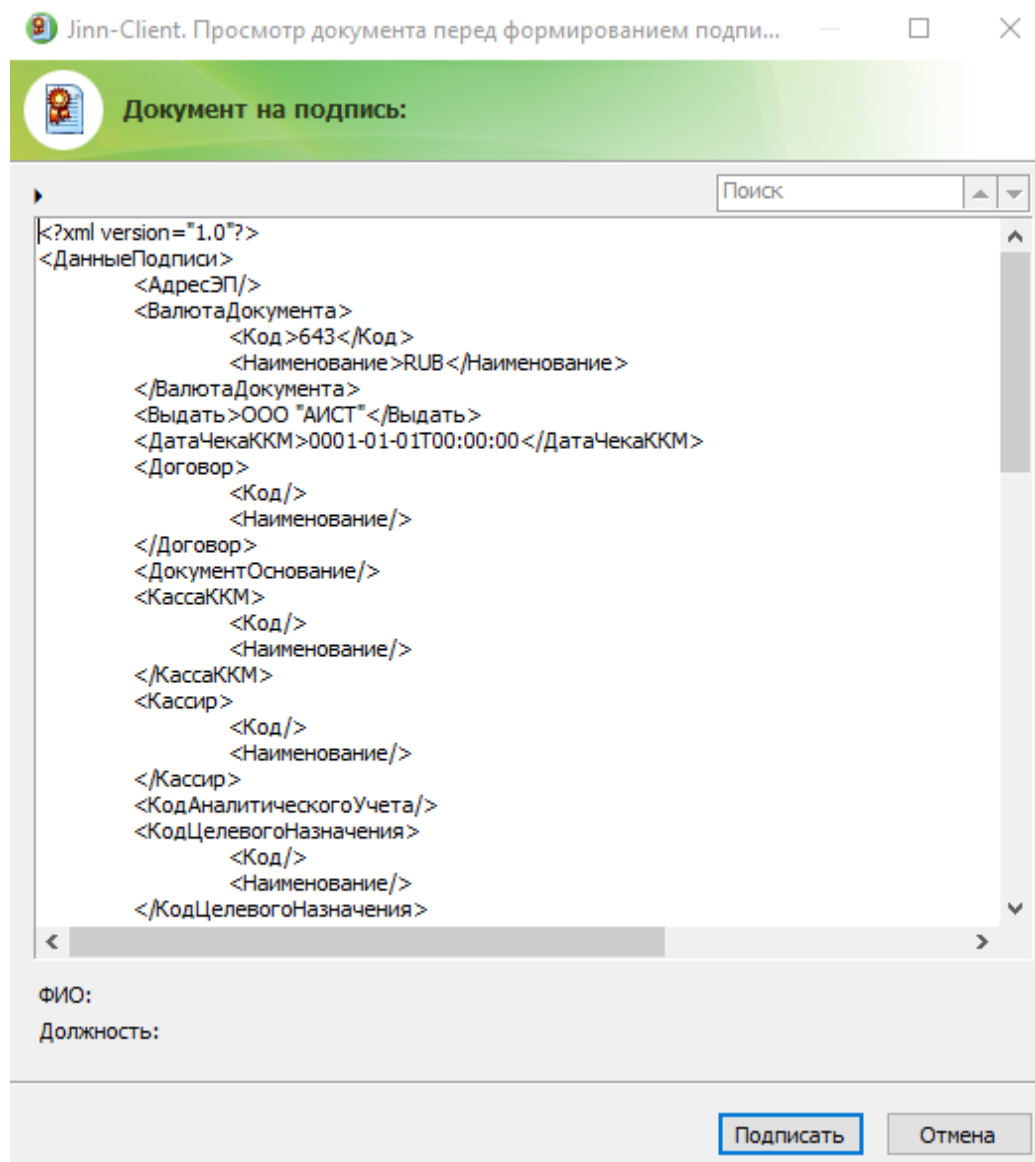 Jinn-Client. Просмотр документа перед формированием подпи...
Документ на подпись:
Поиск
<?xml version="1.0"?>
<ДанныеПодписи>
<АдресЭП/>
<ВалютаДокумента>
<Код>643</Код>
<Наименование>RUB</Наименование>
</ВалютаДокумента>
<Выдать>ООО "АИСТ"</Выдать>
<ДатаЧекаККМ>0001-01-01T00:00:00</ДатаЧекаККМ>
<Договор>
<Код/>
<Наименование/>
</Договор>
<ДокументОснование/>
<КассаККМ>
<Код/>
<Наименование/>
</КассаККМ>
<Кассир>
<Код/>
<Наименование/>
</Кассир>
<КодАналитическогоУчета/>
<КодЦелевогоНазначения>
<Код/>
<Наименование/>
</КодЦелевогоНазначения>
ФИО:
Должность:
Подписать Отмена